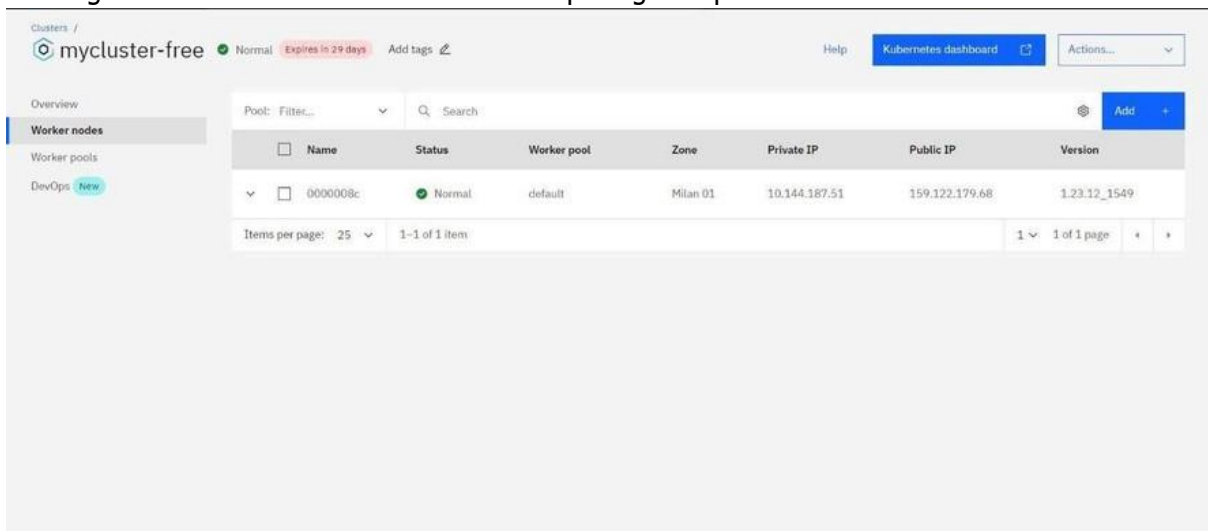 Clusters /
mycluster-free Normal Expires in 29 days Add tags Help Kubernetes dashboard Actions...
Overview
Worker nodes
Worker pools
DevOps New
Pool: Filter... Search Add +
Name Status Worker pool Zone Private IP Public IP Version
0000008c Normal default Milan 01 10.144.187.51 159.122.179.68 1.23.12_1549
Items per page: 25 1–1 of 1 item 1 1 of 1 page